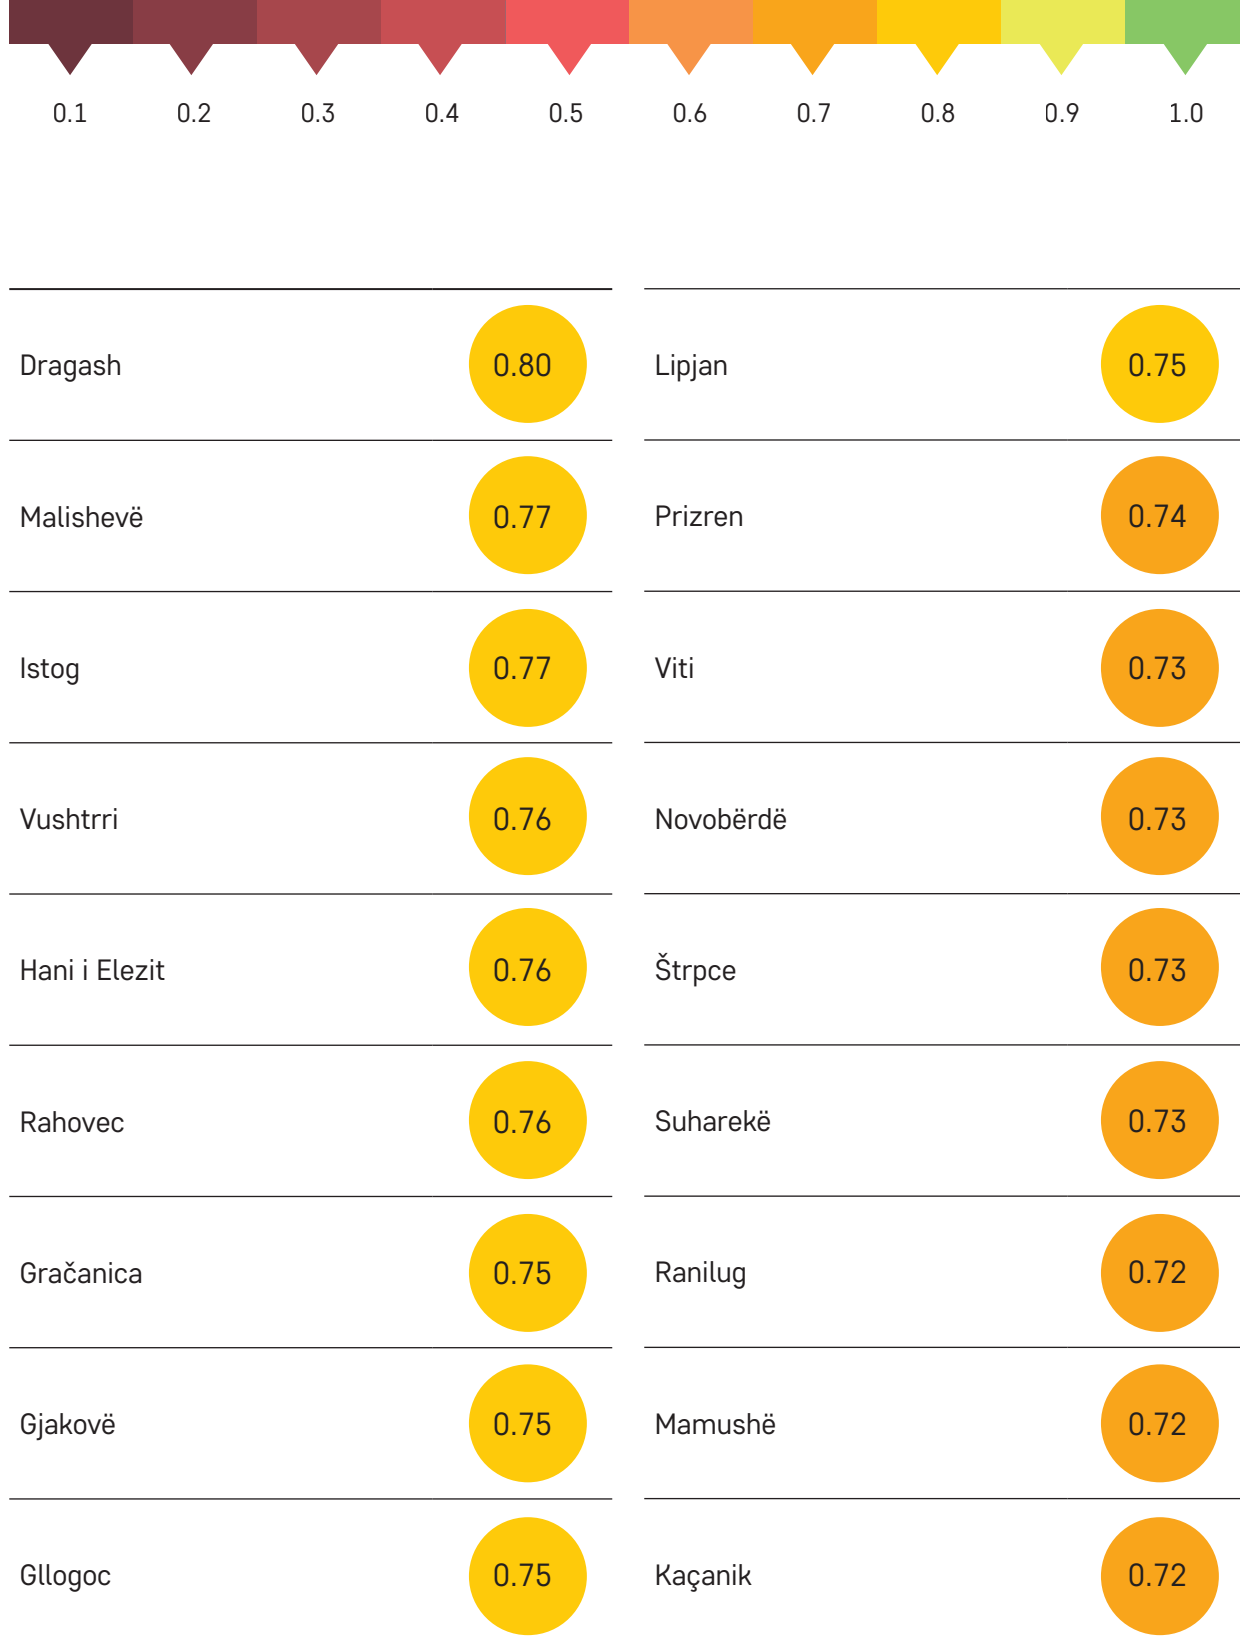 0.1 0.2 0.3 0.4 0.5 0.6 0.7 0.8 0.9 1.0
Dragash 0.80
Malishevë 0.77
Istog 0.77
Vushtrri 0.76
Hani i Elezit 0.76
Rahovec 0.76
Gračanica 0.75
Gjakovë 0.75
Gllogoc 0.75
Lipjan 0.75
Prizren 0.74
Viti 0.73
Novobërdë 0.73
Štrpce 0.73
Suharekë 0.73
Ranilug 0.72
Mamushë 0.72
Kaçanik 0.72